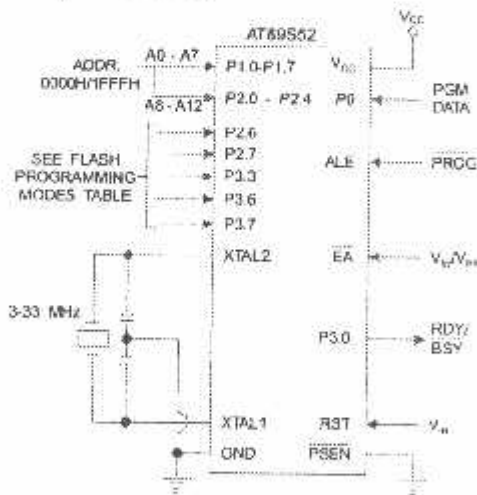 AT89S52
VCC
A0 - A7
ADDR.
0000H/1FFFH
P1.0-P1.7
VCC
A8 - A12
P2.0 - P2.4
P0
PGM
DATA
P2.6
P2.7
ALE
PROG
SEE FLASH
PROGRAMMING
MODES TABLE
P3.3
P3.6
P3.7
XTAL2
EA
3-33 MHz
P3.0
RDY/
BSY
XTAL1
RST
GND
PSEN